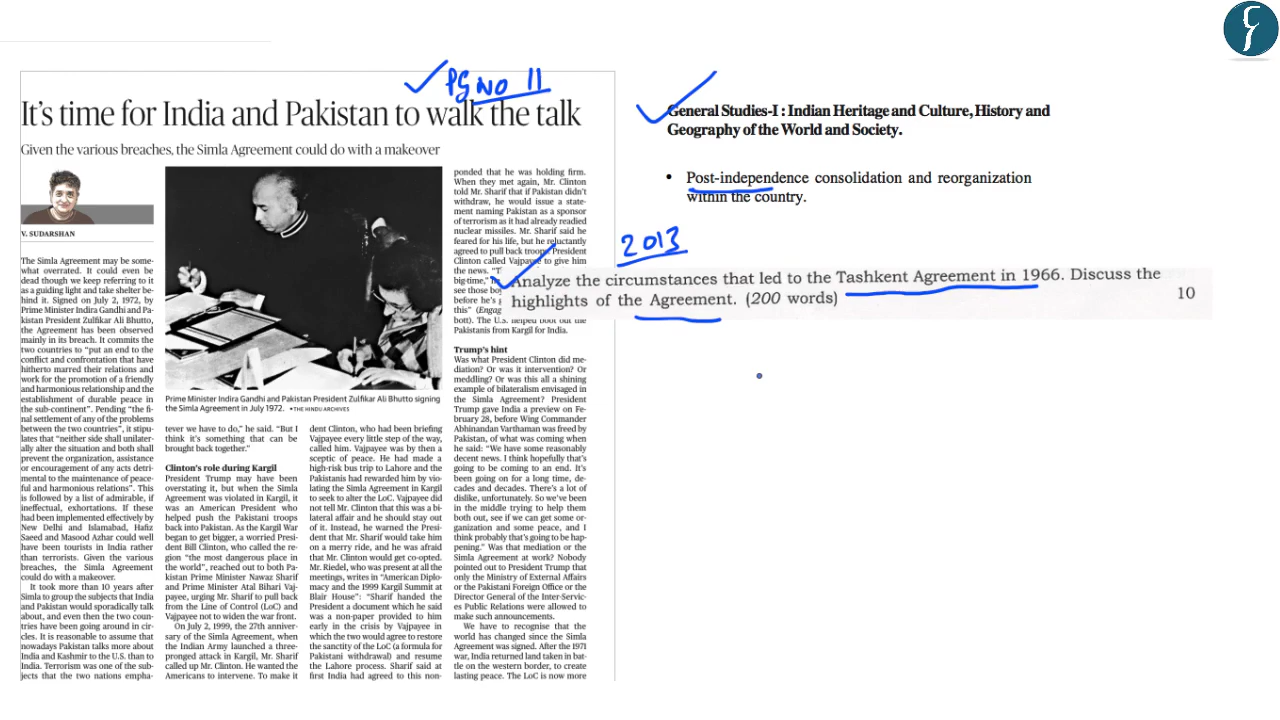 PG NO 11
It's time for India and Pakistan to walk the talk
Given the various breaches, the Simla Agreement could do with a makeover
V. SUDARSHAN
The Simla Agreement may be some-
what overrated. It could even be
dead though we keep referring to it
as a guiding light and take shelter be-
hind it. Signed on July 2, 1972, by
Prime Minister Indira Gandhi and Pa-
kistan President Zulfikar Ali Bhutto,
the Agreement has been observed
mainly in its breach. It commits the
two countries to "put an end to the
conflict and confrontation that have
hitherto marred their relations and
work for the promotion of a friendly
and harmonious relationship and the
establishment of durable peace in
the sub-continent". Pending "the fi-
nal settlement of any of the problems
between the two countries", it stipu-
lates that "neither side shall unilater-
ally alter the situation and both shall
prevent the organization, assistance
or encouragement of any acts detri-
mental to the maintenance of peace-
ful and harmonious relations". This
is followed by a list of admirable, if
ineffectual, exhortations. If these
had been implemented effectively by
New Delhi and Islamabad, Hafiz
Saeed and Masood Azhar could well
have been tourists in India rather
than terrorists. Given the various
breaches, the Simla Agreement
could do with a makeover.
It took more than 10 years after
Simla to group the subjects that India
and Pakistan would sporadically talk
about, and even then the two coun-
tries have been going around in cir-
cles. It is reasonable to assume that
nowadays Pakistan talks more about
India and Kashmir to the U.S. than to
India. Terrorism was one of the sub-
jects that the two nations empha-
Prime Minister Indira Gandhi and Pakistan President Zulfikar Ali Bhutto signing
the Simla Agreement in July 1972. •THE HINDU ARCHIVES
tever we have to do," he said. "But I
think it's something that can be
brought back together."
Clinton's role during Kargil
President Trump may have been
overstating it, but when the Simla
Agreement was violated in Kargil, it
was an American President who
helped push the Pakistani troops
back into Pakistan. As the Kargil War
began to get bigger, a worried Presi-
dent Bill Clinton, who called the re-
gion "the most dangerous place in
the world", reached out to both Pa-
kistan Prime Minister Nawaz Sharif
and Prime Minister Atal Bihari Vaj-
payee, urging Mr. Sharif to pull back
from the Line of Control (LoC) and
Vajpayee not to widen the war front.
On July 2, 1999, the 27th anniver-
sary of the Simla Agreement, when
the Indian Army launched a three-
pronged attack in Kargil, Mr. Sharif
called up Mr. Clinton. He wanted the
Americans to intervene. To make it
dent Clinton, who had been briefing
Vajpayee every little step of the way,
called him. Vajpayee was by then a
sceptic of peace. He had made a
high-risk bus trip to Lahore and the
Pakistanis had rewarded him by vio-
lating the Simla Agreement in Kargil
to seek to alter the LoC. Vajpayee did
not tell Mr. Clinton that this was a bi-
lateral affair and he should stay out
of it. Instead, he warned the Presi-
dent that Mr. Sharif would take him
on a merry ride, and he was afraid
that Mr. Clinton would get co-opted.
Mr. Riedel, who was present at all the
meetings, writes in "American Diplo-
macy and the 1999 Kargil Summit at
Blair House": "Sharif handed the
President a document which he said
was a non-paper provided to him
early in the crisis by Vajpayee in
which the two would agree to restore
the sanctity of the LoC (a formula for
Pakistani withdrawal) and resume
the Lahore process. Sharif said at
first India had agreed to this non-
ponded that he was holding firm.
When they met again, Mr. Clinton
told Mr. Sharif that if Pakistan didn't
withdraw, he would issue a state-
ment naming Pakistan as a sponsor
of terrorism as it had already readied
nuclear missiles. Mr. Sharif said he
feared for his life, but he reluctantly
agreed to pull back troops. President
Clinton called Vajpayee to give him
the news.
big-time,"
see those
before he's
this" (Engag
bott). The U.S. helped boot out the
Pakistanis from Kargil for India.
Trump's hint
Was what President Clinton did me-
diation? Or was it intervention? Or
meddling? Or was this all a shining
example of bilateralism envisaged in
the Simla Agreement? President
Trump gave India a preview on Fe-
bruary 28, before Wing Commander
Abhinandan Varthaman was freed by
Pakistan, of what was coming when
he said: "We have some reasonably
decent news. I think hopefully that's
going to be coming to an end. It's
been going on for a long time, de-
cades and decades. There's a lot of
dislike, unfortunately. So we've been
in the middle trying to help them
both out, see if we can get some or-
ganization and some peace, and I
think probably that's going to be hap-
pening." Was that mediation or the
Simla Agreement at work? Nobody
pointed out to President Trump that
only the Ministry of External Affairs
or the Pakistani Foreign Office or the
Director General of the Inter-Servic-
es Public Relations were allowed to
make such announcements.
We have to recognise that the
world has changed since the Simla
Agreement was signed. After the 1971
war, India returned land taken in bat-
tle on the western border, to create
lasting peace. The LoC is now more
General Studies-I : Indian Heritage and Culture, History and
Geography of the World and Society.
• Post-independence consolidation and reorganization
within the country.
2013
Analyze the circumstances that led to the Tashkent Agreement in 1966. Discuss the
highlights of the Agreement. (200 words)
10